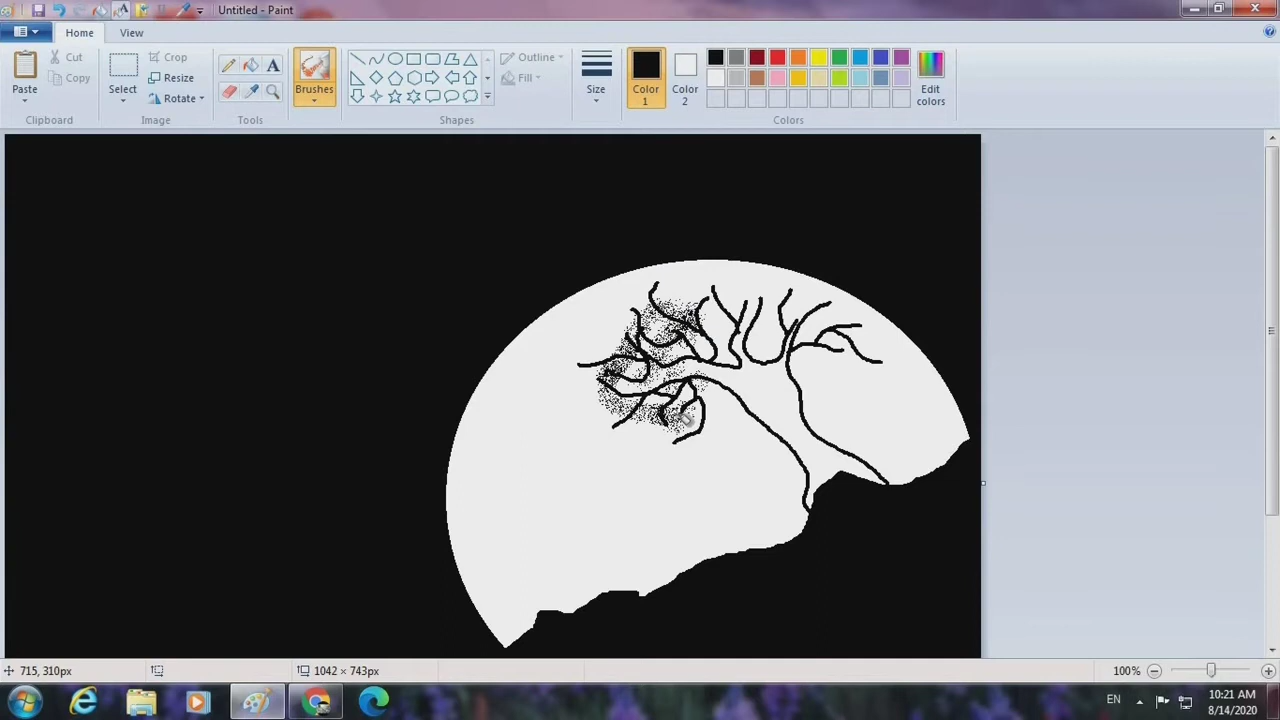 Untitled - Paint
Home View
Paste
Cut
Copy
Clipboard
Select
Crop
Resize
Rotate
Image
Tools
Brushes
Shapes
Outline
Fill
Size
Color 1
Color 2
Edit colors
Colors
715, 310px
1042 × 743px
100%
EN
10:21 AM
8/14/2020